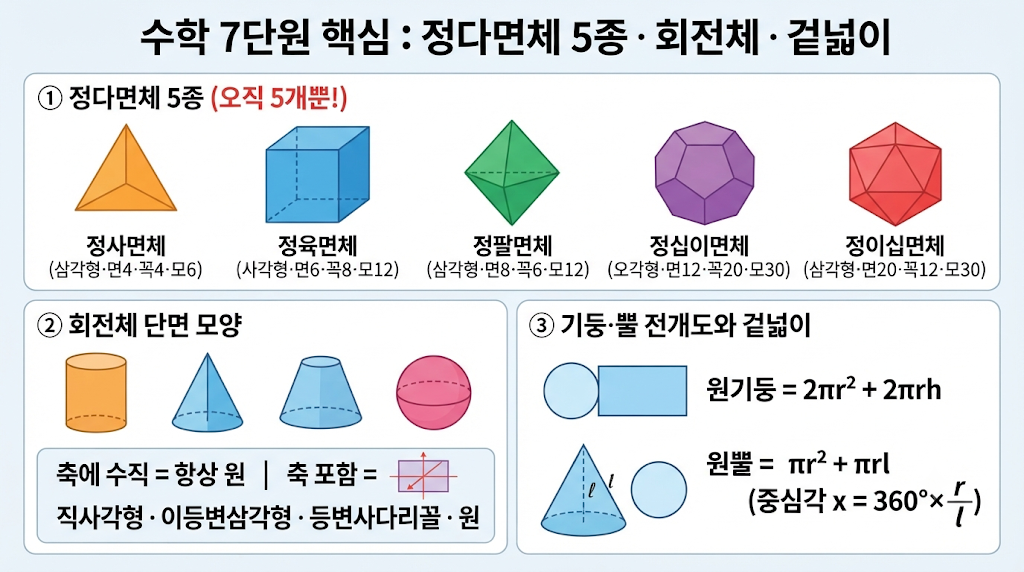 수학 7단원 핵심 : 정다면체 5종 · 회전체 · 겉넓이
① 정다면체 5종 (오직 5개뿐!)
정사면체
(삼각형·면4·꼭4·모6)
정육면체
(사각형·면6·꼭8·모12)
정팔면체
(삼각형·면8·꼭6·모12)
정십이면체
(오각형·면12·꼭20·모30)
정이십면체
(삼각형·면20·꼭12·모30)
② 회전체 단면 모양
축에 수직 = 항상 원 | 축 포함 =
직사각형 · 이등변삼각형 · 등변사다리꼴 · 원
③ 기둥·뿔 전개도와 겉넓이
원기둥 = 2πr² + 2πrh
ℓ l
원뿔 = πr² + πrl
(중심각 x = 360°× r/l)